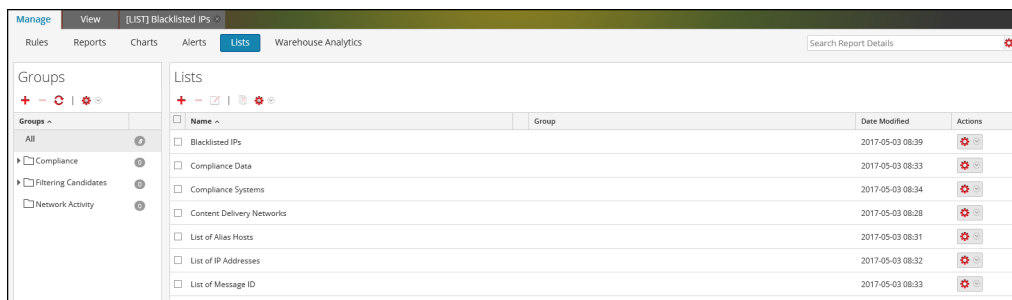 Manage View [LIST] Blacklisted IPs
Rules Reports Charts Alerts Lists Warehouse Analytics Search Report Details
Groups
Groups
All
Compliance 0
Filtering Candidates 0
Network Activity 0
Lists
Name Group Date Modified Actions
Blacklisted IPs 2017-05-03 08:39
Compliance Data 2017-05-03 08:33
Compliance Systems 2017-05-03 08:34
Content Delivery Networks 2017-05-03 08:28
List of Alias Hosts 2017-05-03 08:31
List of IP Addresses 2017-05-03 08:32
List of Message ID 2017-05-03 08:33